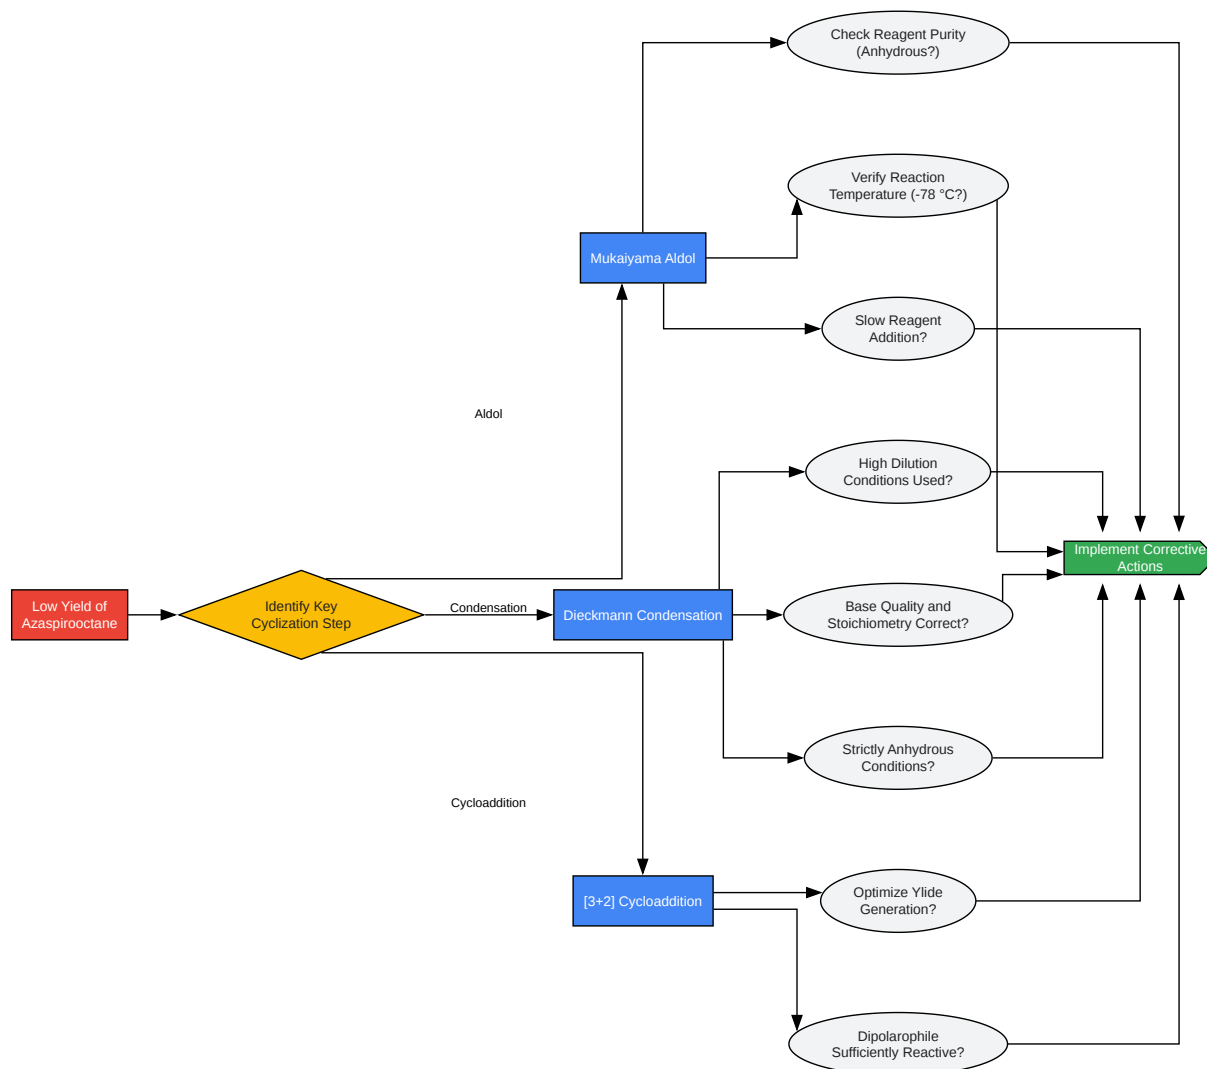 Check Reagent Purity
(Anhydrous?)
Verify Reaction
Temperature (-78 °C?)
Mukaiyama Aldol
Slow Reagent
Addition?
Aldol
High Dilution
Conditions Used?
Implement Corrective
Actions
Low Yield of
Azaspirooctane
Identify Key
Cyclization Step
Condensation
Dieckmann Condensation
Base Quality and
Stoichiometry Correct?
Strictly Anhydrous
Conditions?
Cycloaddition
[3+2] Cycloaddition
Optimize Ylide
Generation?
Dipolarophile
Sufficiently Reactive?